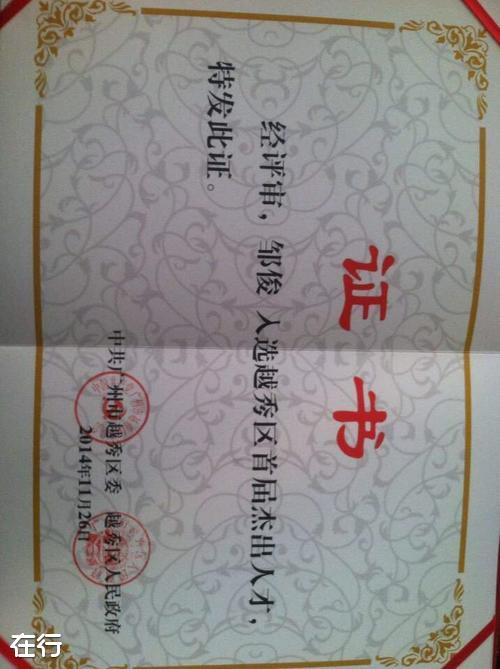 证书
经评审，邹俊 入选越秀区首届杰出人才，
特发此证。
中共广州市越秀区委 越秀区人民政府
2014年11月26日
在行